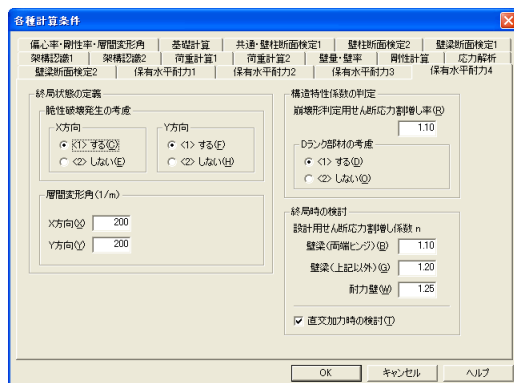 各種計算条件
偏心率・剛性率・層間変形角 基礎計算 共通・壁柱断面検定1 壁柱断面検定2 壁梁断面検定1
架構認識1 架構認識2 荷重計算1 荷重計算2 壁量・壁率 剛性計算 応力解析
壁梁断面検定2 保有水平耐力1 保有水平耐力2 保有水平耐力3 保有水平耐力4
終局状態の定義
脆性破壊発生の考慮
X方向
<1> する(C)
<2> しない(E)
Y方向
<1> する(F)
<2> しない(H)
層間変形角(1/m)
X方向(X) 200
Y方向(Y) 200
構造特性係数の判定
崩壊形判定用せん断応力割増し率(R)
1.10
Dランク部材の考慮
<1> する(D)
<2> しない(O)
終局時の検討
設計用せん断応力割増し係数 n
壁梁(両端ヒンジ)(B) 1.10
壁梁(上記以外)(G) 1.20
耐力壁(W) 1.25
直交加力時の検討(T)
OK キャンセル ヘルプ